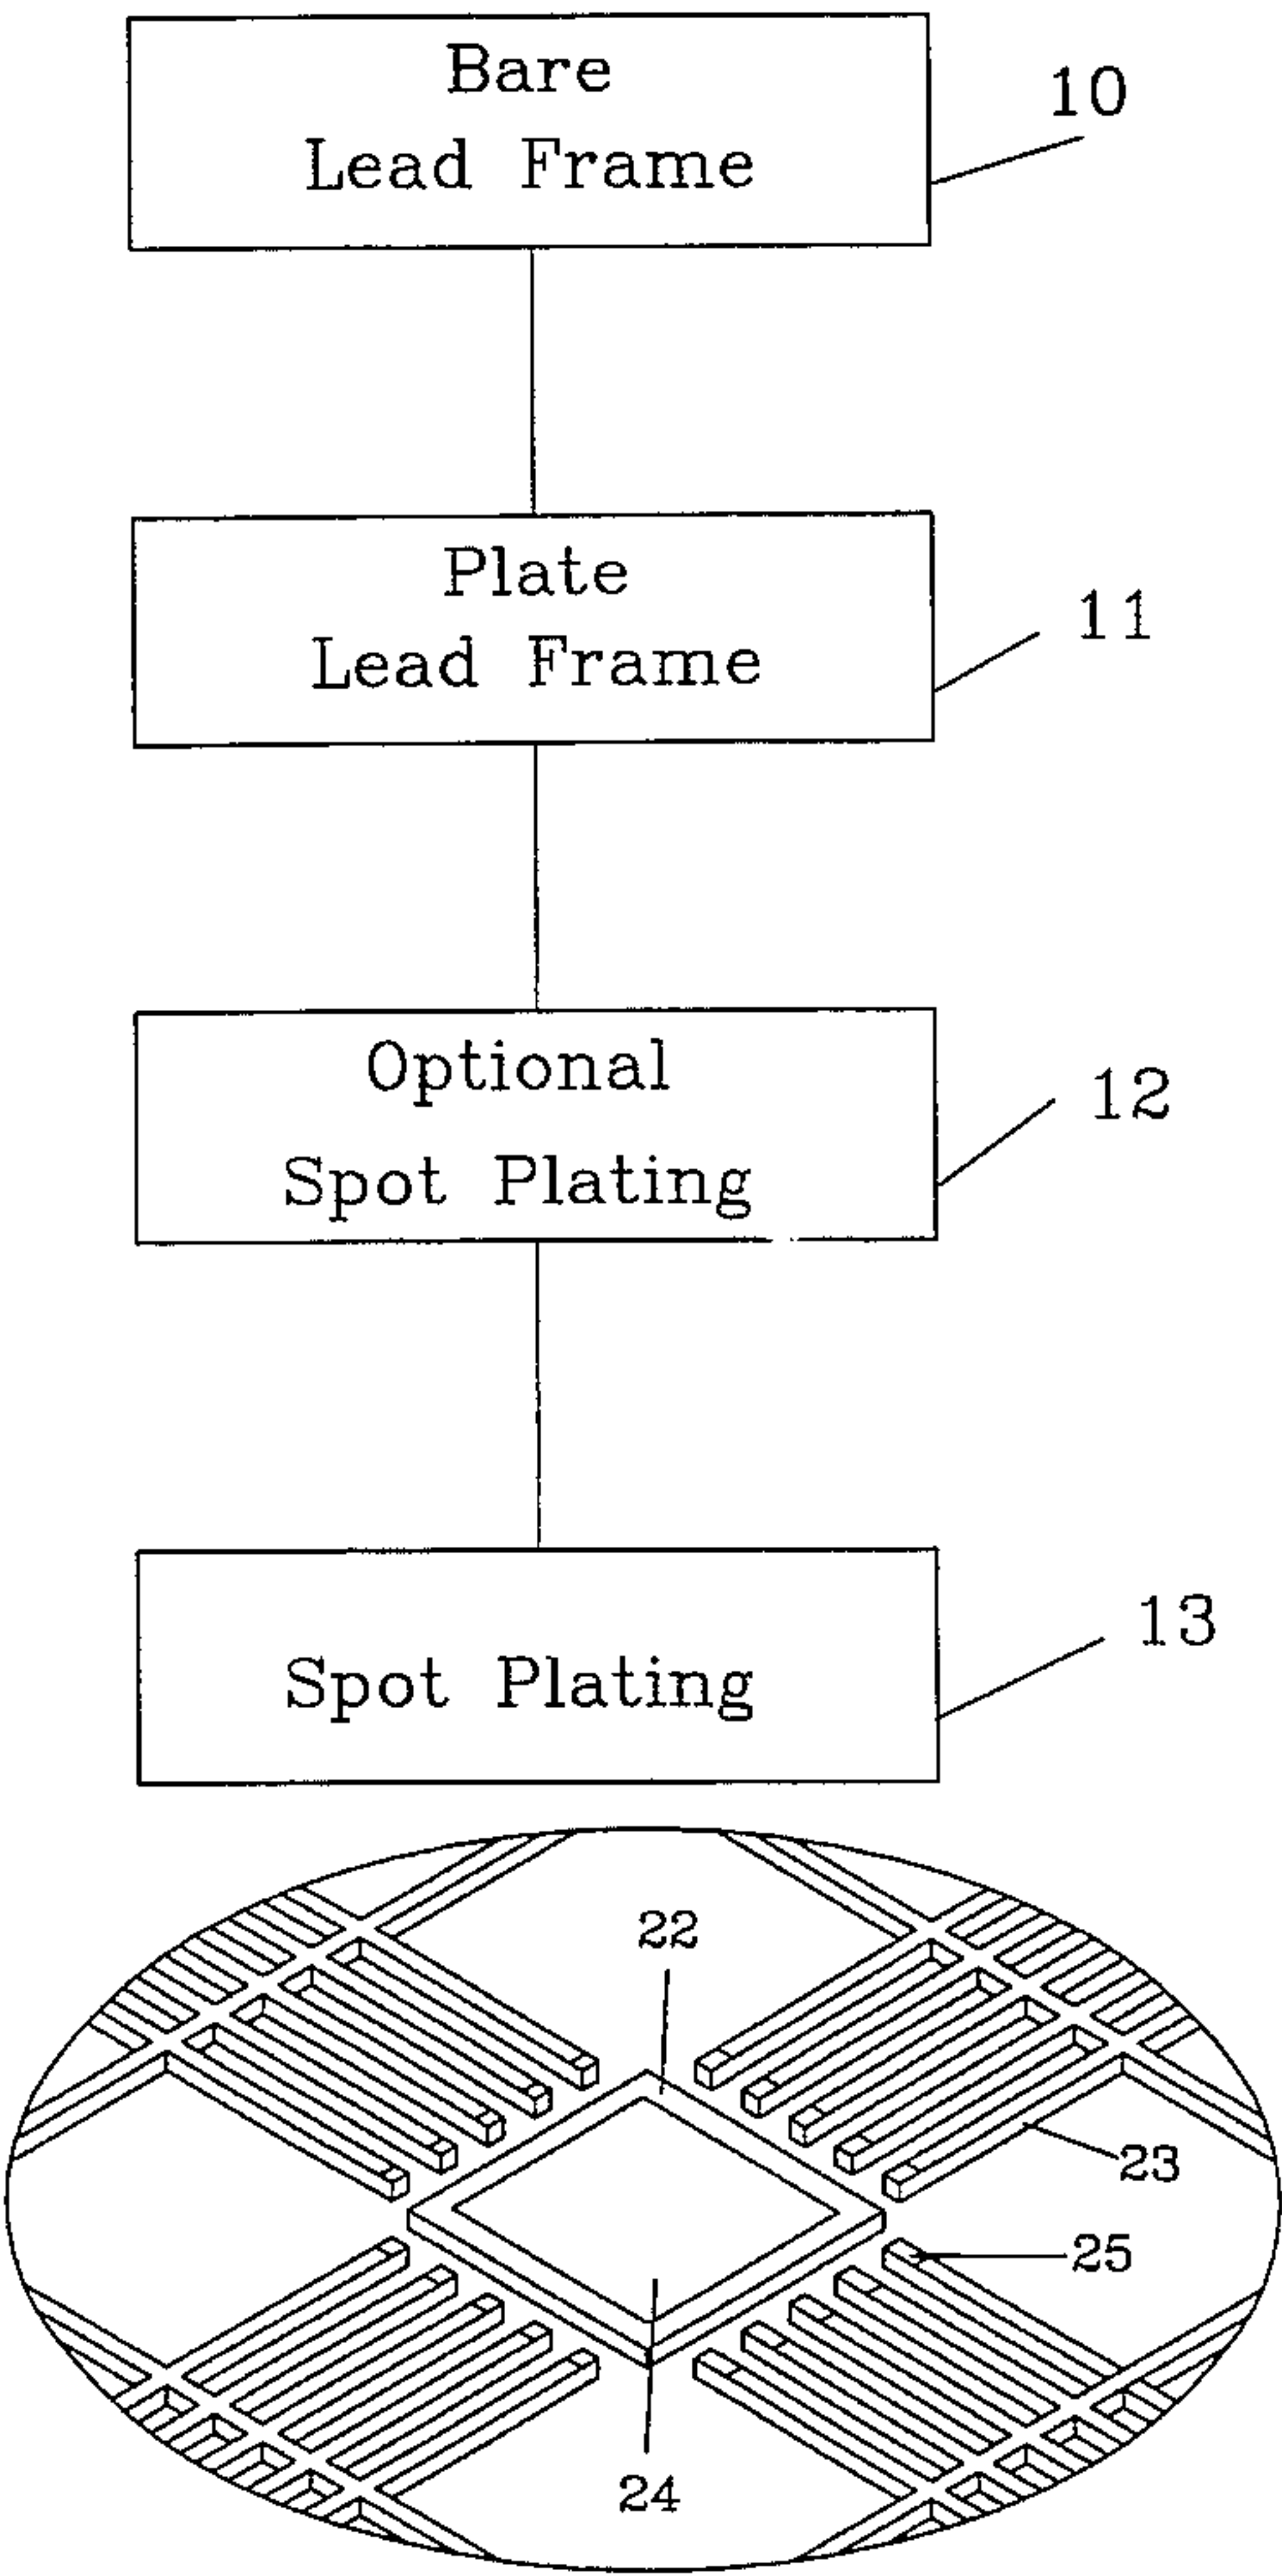 Bare
Lead Frame
10
Plate
Lead Frame
11
Optional
Spot Plating
12
Spot Plating
13
22
23
25
24